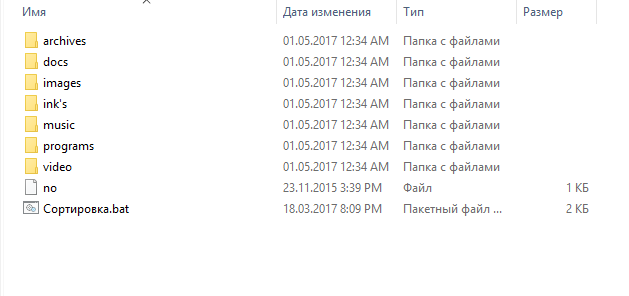 Имя Дата изменения Тип Размер
archives 01.05.2017 12:34 AM Папка с файлами
docs 01.05.2017 12:34 AM Папка с файлами
images 01.05.2017 12:34 AM Папка с файлами
ink's 01.05.2017 12:34 AM Папка с файлами
music 01.05.2017 12:34 AM Папка с файлами
programs 01.05.2017 12:34 AM Папка с файлами
video 01.05.2017 12:34 AM Папка с файлами
no 23.11.2015 3:39 PM Файл 1 КБ
Сортировка.bat 18.03.2017 8:09 PM Пакетный файл ... 2 КБ